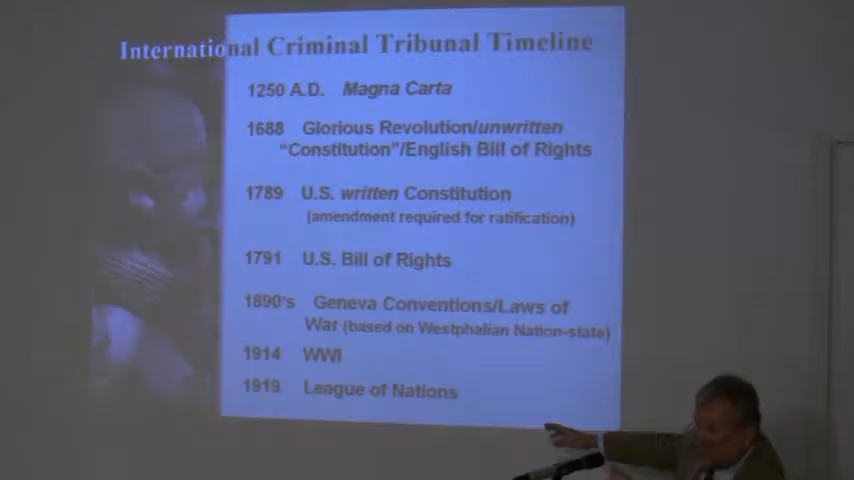 International Criminal Tribunal Timeline
1250 A.D. Magna Carta
1688 Glorious Revolution/unwritten
"Constitution"/English Bill of Rights
1789 U.S. written Constitution
(amendment required for ratification)
1791 U.S. Bill of Rights
1890's Geneva Conventions/Laws of
War (based on Westphalian Nation-state)
1914 WWI
1919 League of Nations